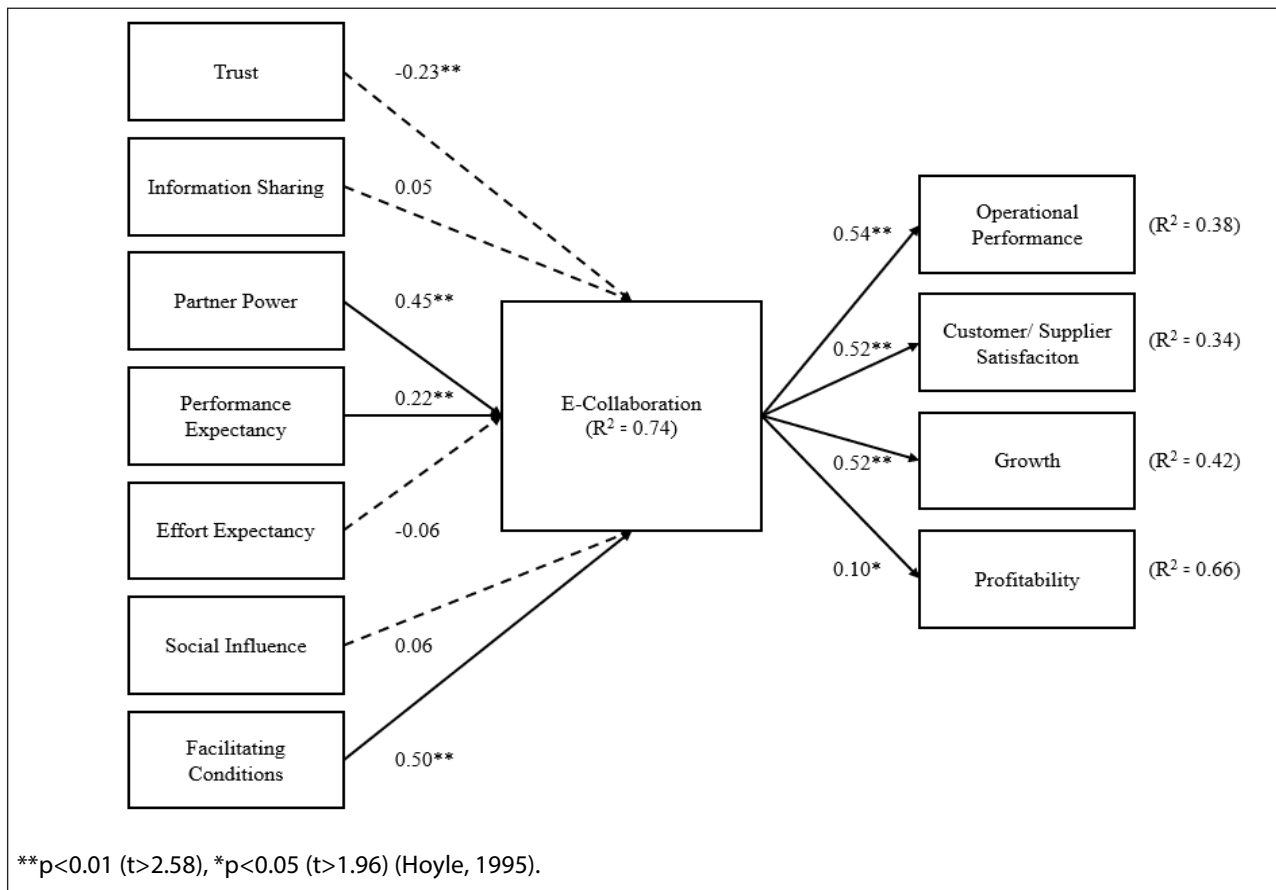 Trust
-0.23**
Information Sharing
0.05
Partner Power
0.45**
Performance
Expectancy
0.22**
Effort Expectancy
-0.06
Social Influence
0.06
Facilitating
Conditions
0.50**
E-Collaboration
(R² = 0.74)
0.54**
Operational
Performance
(R² = 0.38)
0.52**
Customer/ Supplier
Satisfaciton
(R² = 0.34)
0.52**
Growth
(R² = 0.42)
0.10*
Profitability
(R² = 0.66)
**p<0.01 (t>2.58), *p<0.05 (t>1.96) (Hoyle, 1995).